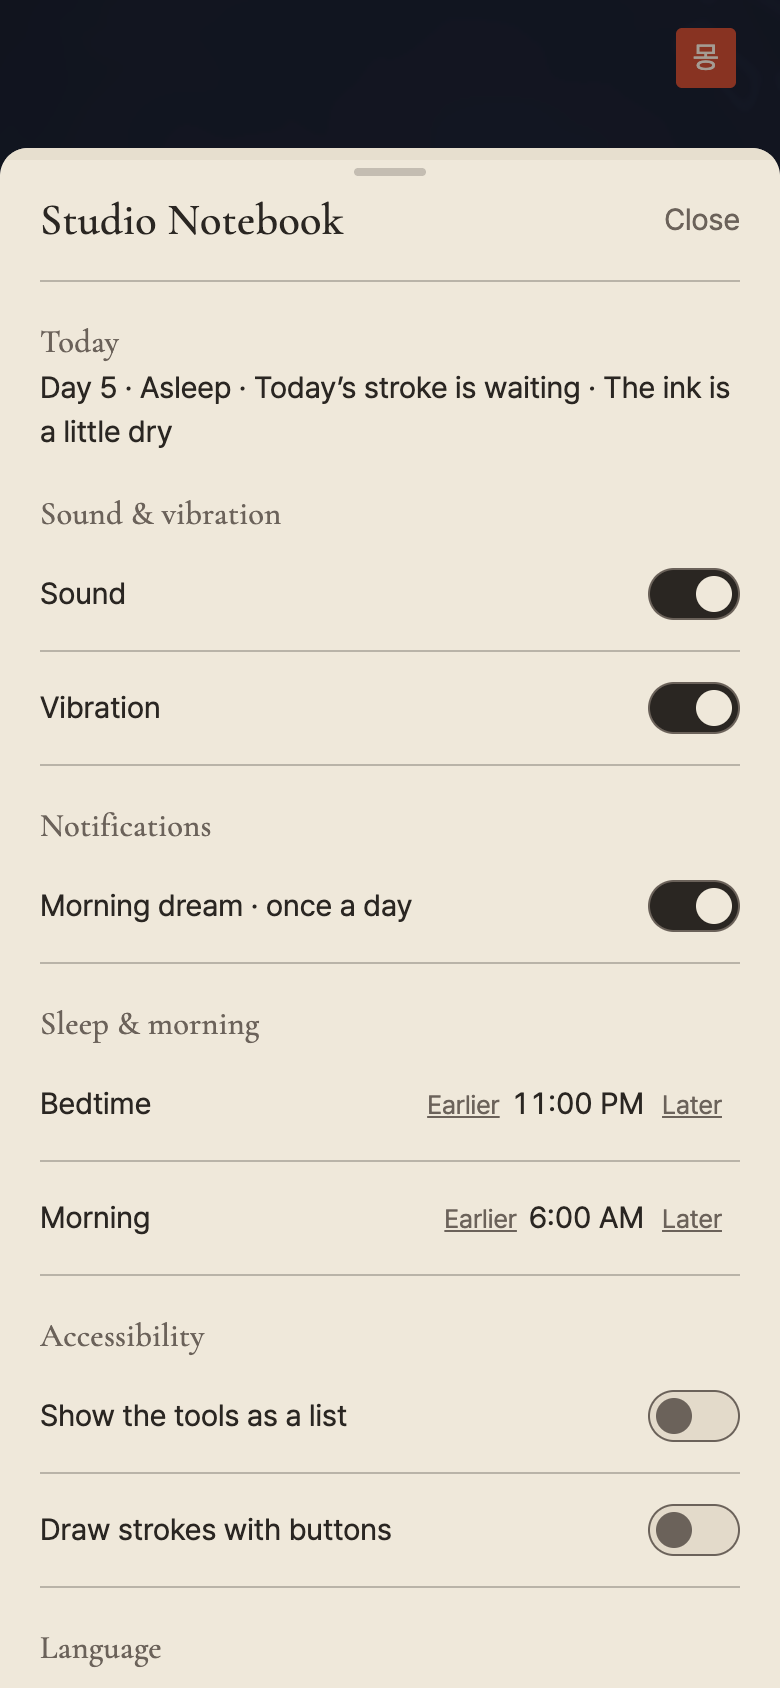 몽
Studio Notebook
Close
Today
Day 5 · Asleep · Today’s stroke is waiting · The ink is
a little dry
Sound & vibration
Sound
Vibration
Notifications
Morning dream · once a day
Sleep & morning
Bedtime
Earlier 11:00 PM Later
Morning
Earlier 6:00 AM Later
Accessibility
Show the tools as a list
Draw strokes with buttons
Language